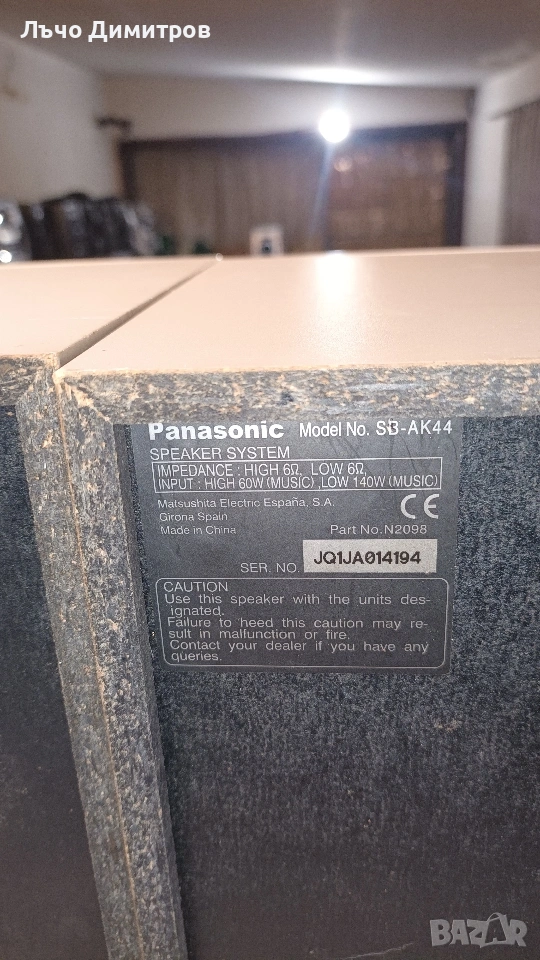 Лъчо Димитров
Panasonic Model No. SB-AK44
SPEAKER SYSTEM
IMPEDANCE : HIGH 6Ω, LOW 6Ω,
INPUT : HIGH 60W (MUSIC) ,LOW 140W (MUSIC)
Matsushita Electric España, S.A.
Girona Spain
Made in China
CE
Part No.N2098
SER. NO. JQ1JA014194
CAUTION
Use this speaker with the units des-
ignated.
Failure to heed this caution may re-
sult in malfunction or fire.
Contact your dealer if you have any
queries.
BAZAR